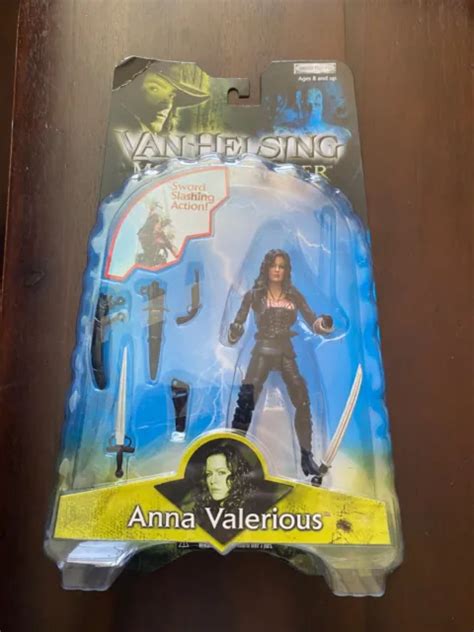 Ages 8 and up
VAN HELSING
Sword
Slashing
Action!
Anna Valerious